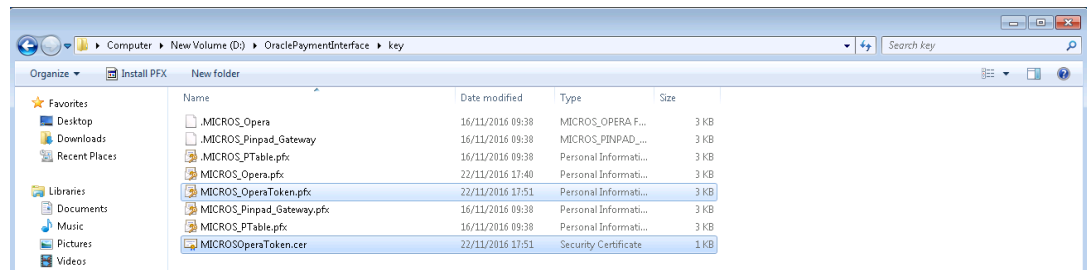 Computer New Volume (D:) OraclePaymentInterface key Search key
Organize Install PFX New folder
Favorites
Desktop
Downloads
Recent Places
Libraries
Documents
Music
Pictures
Videos
Name Date modified Type Size
.MICROS_Opera 16/11/2016 09:38 MICROS_OPERA F... 3 KB
.MICROS_Pinpad_Gateway 16/11/2016 09:38 MICROS_PINPAD_... 3 KB
.MICROS_PTable.pfx 16/11/2016 09:38 Personal Informati... 3 KB
MICROS_Opera.pfx 22/11/2016 17:40 Personal Informati... 3 KB
MICROS_OperaToken.pfx 22/11/2016 17:51 Personal Informati... 3 KB
MICROS_Pinpad_Gateway.pfx 16/11/2016 09:38 Personal Informati... 3 KB
MICROS_PTable.pfx 16/11/2016 09:38 Personal Informati... 3 KB
MICROSOperaToken.cer 22/11/2016 17:51 Security Certificate 1 KB